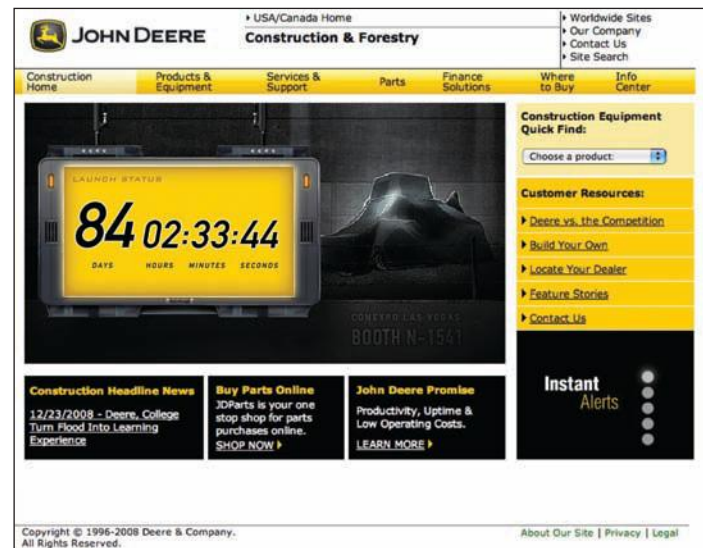 JOHN DEERE
USA/Canada Home
Construction & Forestry
Worldwide Sites
Our Company
Contact Us
Site Search
Construction Home
Products & Equipment
Services & Support
Parts
Finance Solutions
Where to Buy
Info Center
LAUNCH STATUS
84 02:33:44
DAYS HOURS MINUTES SECONDS
CONEXPO LAS VEGAS
BOOTH N-1541
Construction Equipment
Quick Find:
Choose a product:
Customer Resources:
Deere vs. the Competition
Build Your Own
Locate Your Dealer
Feature Stories
Contact Us
Instant
Alerts
Construction Headline News
12/23/2008 - Deere, College
Turn Flood Into Learning
Experience
Buy Parts Online
JDParts is your one
stop shop for parts
purchases online.
SHOP NOW
John Deere Promise
Productivity, Uptime &
Low Operating Costs.
LEARN MORE
Copyright © 1996-2008 Deere & Company.
All Rights Reserved.
About Our Site | Privacy | Legal